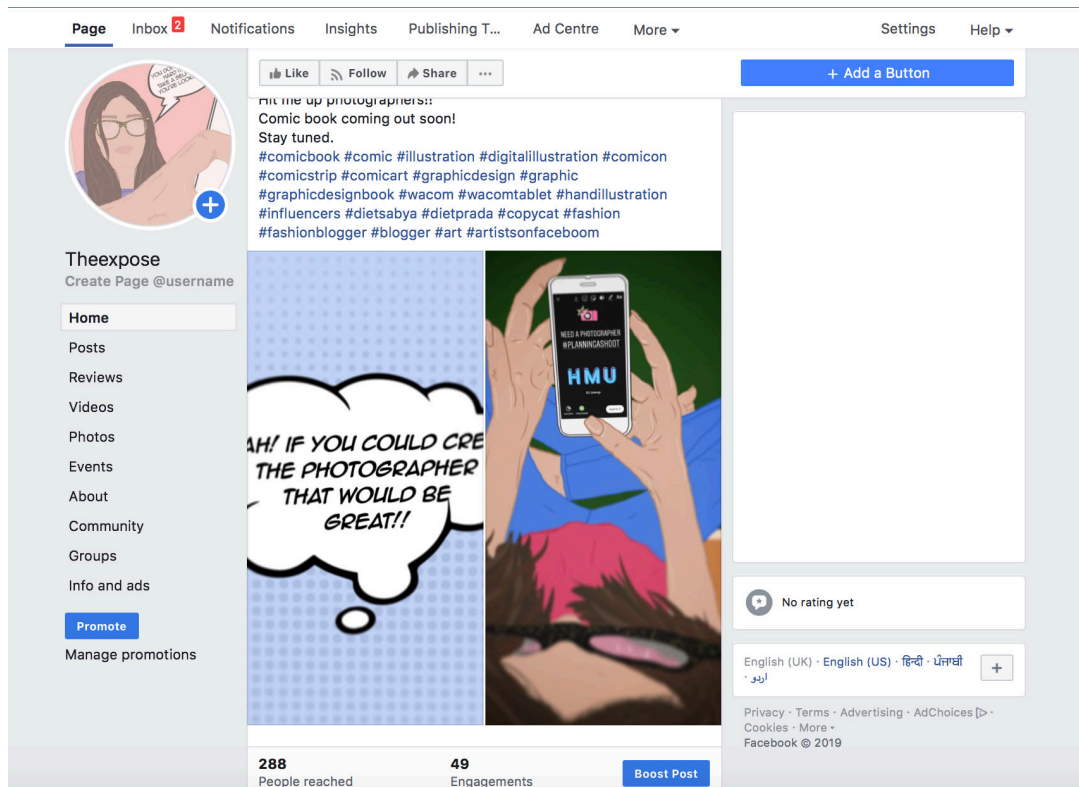 Page Inbox 2 Notifications Insights Publishing T... Ad Centre More Settings Help
Like Follow Share ... + Add a Button
Hit me up photographers!!
Comic book coming out soon!
Stay tuned.
#comicbook #comic #illustration #digitalillustration #comicon
#comicstrip #comicart #graphicdesign #graphic
#graphicdesignbook #wacom #wacomtablet #handillustration
#influencers #dietsabya #dietprada #copycat #fashion
#fashionblogger #blogger #art #artistsonfaceboom
Theexpose
Create Page @username
Home
Posts
Reviews
Videos
Photos
Events
About
Community
Groups
Info and ads
Promote
Manage promotions
AH! IF YOU COULD CRE
THE PHOTOGRAPHER
THAT WOULD BE
GREAT!!
NEED A PHOTOGRAPHER
#PLANNINGASHOOT
HMU
288
People reached
49
Engagements
Boost Post
No rating yet
English (UK) · English (US) · हिन्दी · ਪੰਜਾਬੀ
· اردو
+
Privacy · Terms · Advertising · AdChoices ·
Cookies · More
Facebook © 2019